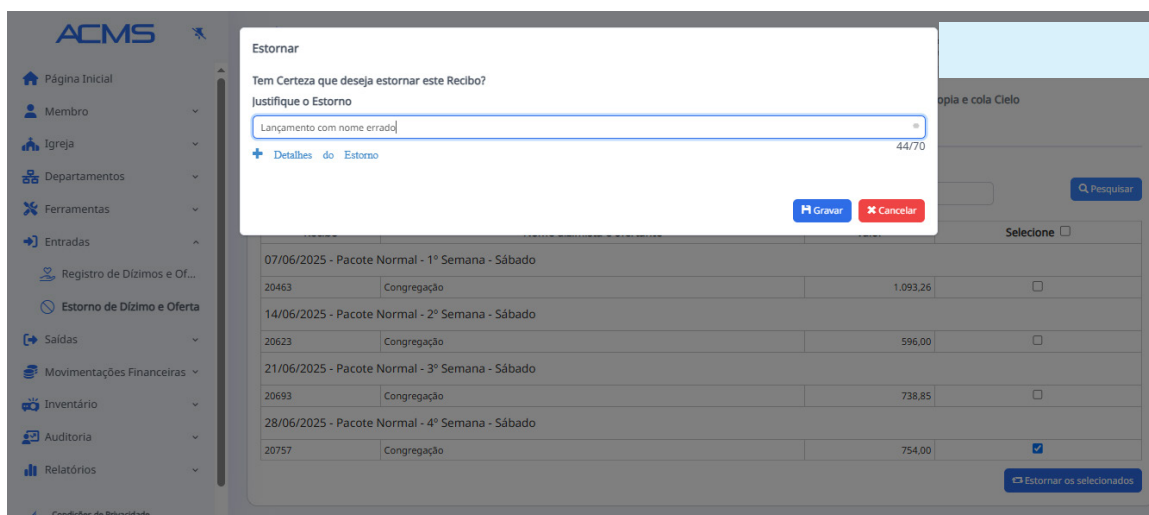 ACMS
Página Inicial
Membro
Igreja
Departamentos
Ferramentas
Entradas
Registro de Dízimos e Of...
Estorno de Dízimo e Oferta
Saídas
Movimentações Financeiras
Inventário
Auditoria
Relatórios
Condições de Privacidade
Estornar
Tem Certeza que deseja estornar este Recibo?
Justifique o Estorno
Lançamento com nome errado
44/70
Detalhes do Estorno
Gravar Cancelar
opia e cola Cielo
Pesquisar
Selecione
07/06/2025 - Pacote Normal - 1º Semana - Sábado
20463 Congregação 1.093,26
14/06/2025 - Pacote Normal - 2º Semana - Sábado
20623 Congregação 596,00
21/06/2025 - Pacote Normal - 3º Semana - Sábado
20693 Congregação 738,85
28/06/2025 - Pacote Normal - 4º Semana - Sábado
20757 Congregação 754,00
Estornar os selecionados